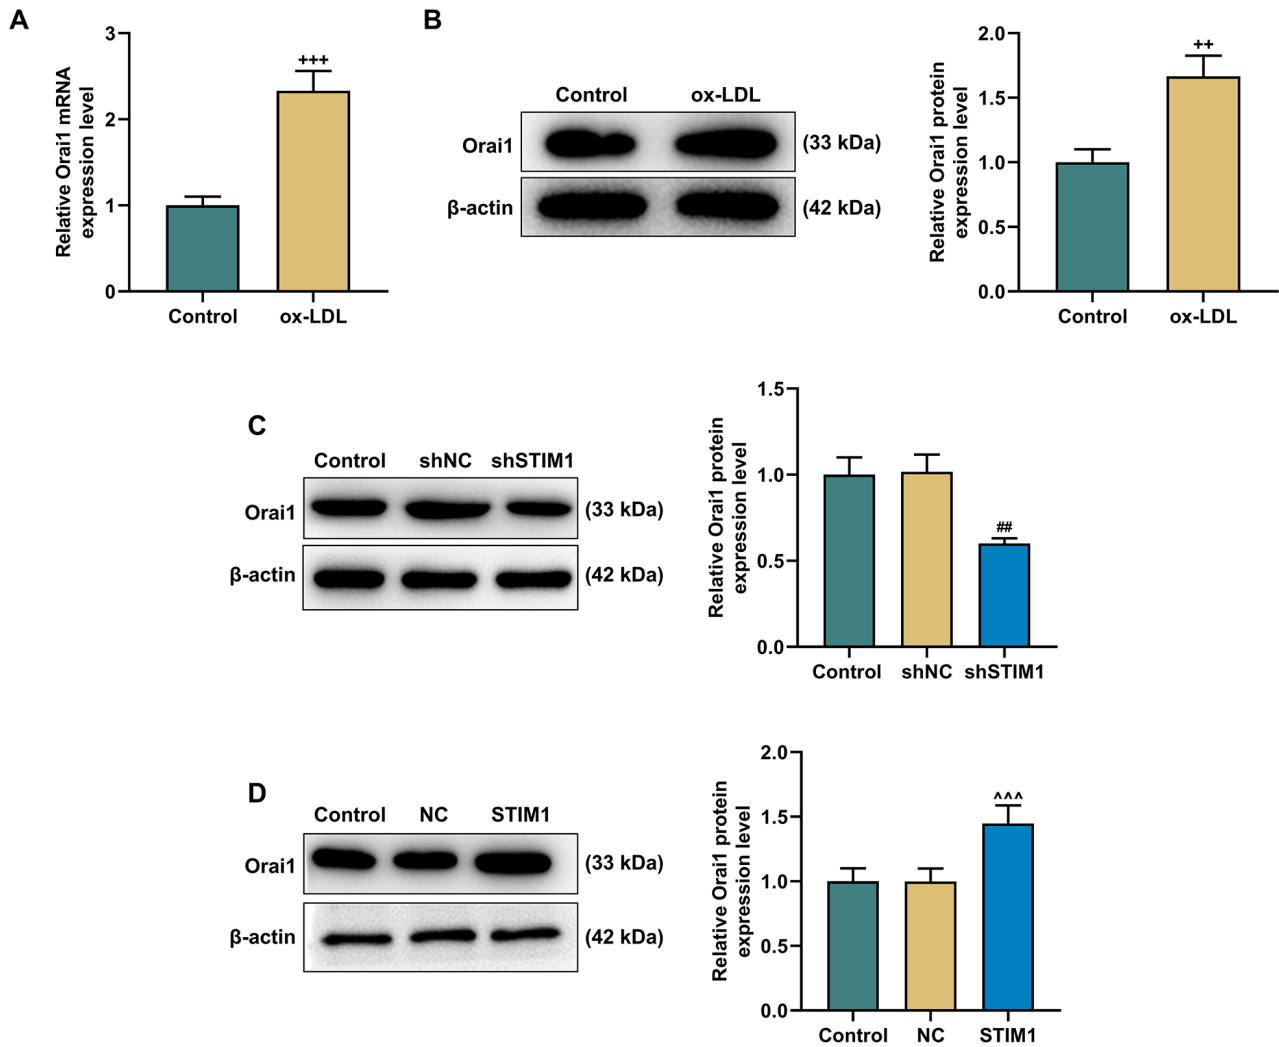 A
Relative Orai1 mRNA
expression level
3
2
1
0
+++
Control
ox-LDL
B
Control
ox-LDL
Orai1
(33 kDa)
β-actin
(42 kDa)
Relative Orai1 protein
expression level
2.0
1.5
1.0
0.5
0.0
++
Control
ox-LDL
C
Control
shNC
shSTIM1
Orai1
(33 kDa)
β-actin
(42 kDa)
Relative Orai1 protein
expression level
1.5
1.0
0.5
0.0
##
Control
shNC
shSTIM1
D
Control
NC
STIM1
Orai1
(33 kDa)
β-actin
(42 kDa)
Relative Orai1 protein
expression level
2.0
1.5
1.0
0.5
0.0
^^^
Control
NC
STIM1